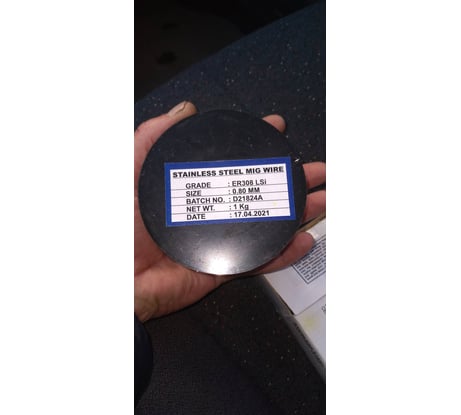 STAINLESS STEEL MIG WIRE
GRADE : ER308 LSi
SIZE : 0.80 MM
BATCH NO. : D21824A
NET WT. : 1 Kg
DATE : 17.04.2021